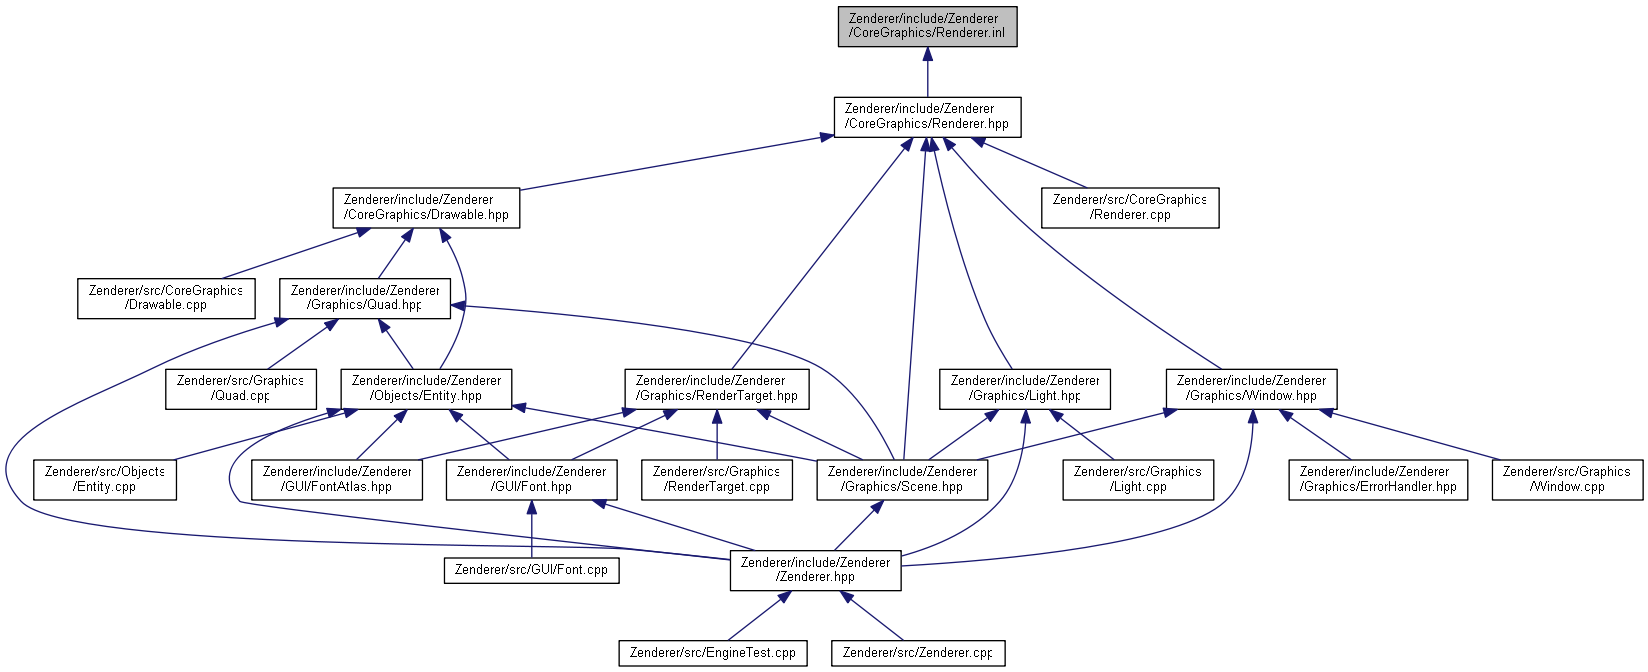 Zenderer/include/Zenderer
/CoreGraphics/Renderer.inl
Zenderer/include/Zenderer
/CoreGraphics/Renderer.hpp
Zenderer/include/Zenderer
/CoreGraphics/Drawable.hpp
Zenderer/src/CoreGraphics
/Renderer.cpp
Zenderer/src/CoreGraphics
/Drawable.cpp
Zenderer/include/Zenderer
/Graphics/Quad.hpp
Zenderer/src/Graphics
/Quad.cpp
Zenderer/include/Zenderer
/Objects/Entity.hpp
Zenderer/include/Zenderer
/Graphics/RenderTarget.hpp
Zenderer/include/Zenderer
/Graphics/Light.hpp
Zenderer/include/Zenderer
/Graphics/Window.hpp
Zenderer/src/Objects
/Entity.cpp
Zenderer/include/Zenderer
/GUI/FontAtlas.hpp
Zenderer/include/Zenderer
/GUI/Font.hpp
Zenderer/src/Graphics
/RenderTarget.cpp
Zenderer/include/Zenderer
/Graphics/Scene.hpp
Zenderer/src/Graphics
/Light.cpp
Zenderer/include/Zenderer
/Graphics/ErrorHandler.hpp
Zenderer/src/Graphics
/Window.cpp
Zenderer/src/GUI/Font.cpp
Zenderer/include/Zenderer
/Zenderer.hpp
Zenderer/src/EngineTest.cpp
Zenderer/src/Zenderer.cpp